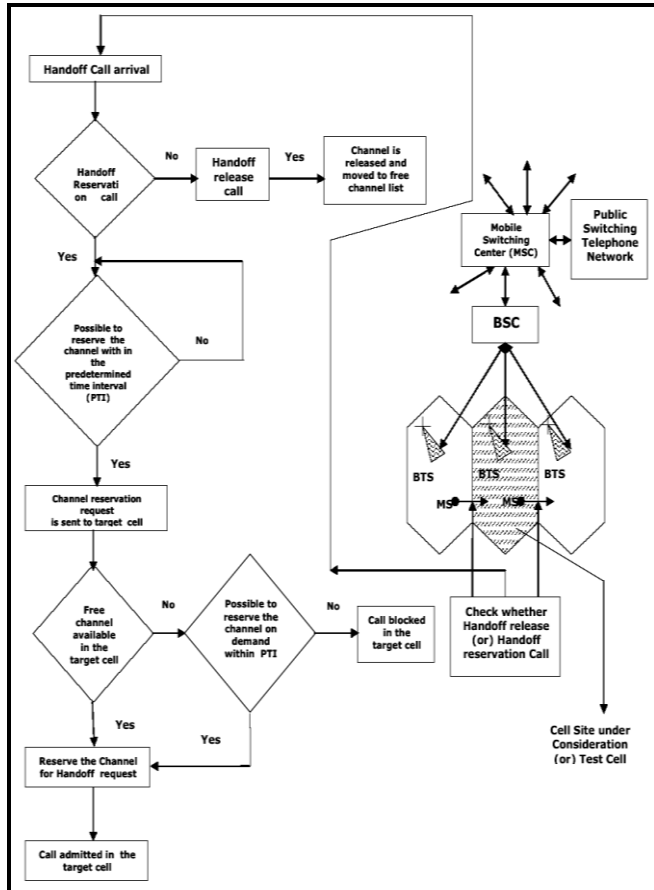 Handoff Call arrival
Handoff
Reservati
on call
No
Handoff
release
call
Yes
Channel is
released and
moved to free
channel list
Yes
Possible to
reserve the
channel with in
the
predetermined
time interval
(PTI)
No
Yes
Channel reservation
request
is sent to target cell
Free
channel
available
in the
target cell
No
Possible to
reserve the
channel on
demand
within PTI
No
Call blocked
in the
target cell
Yes
Yes
Reserve the Channel
for Handoff request
Call admitted in the
target cell
Mobile
Switching
Center (MSC)
Public
Switching
Telephone
Network
BSC
BTS
BTS
BTS
MS
MS
Check whether
Handoff release
(or) Handoff
reservation Call
Cell Site under
Consideration
(or) Test Cell